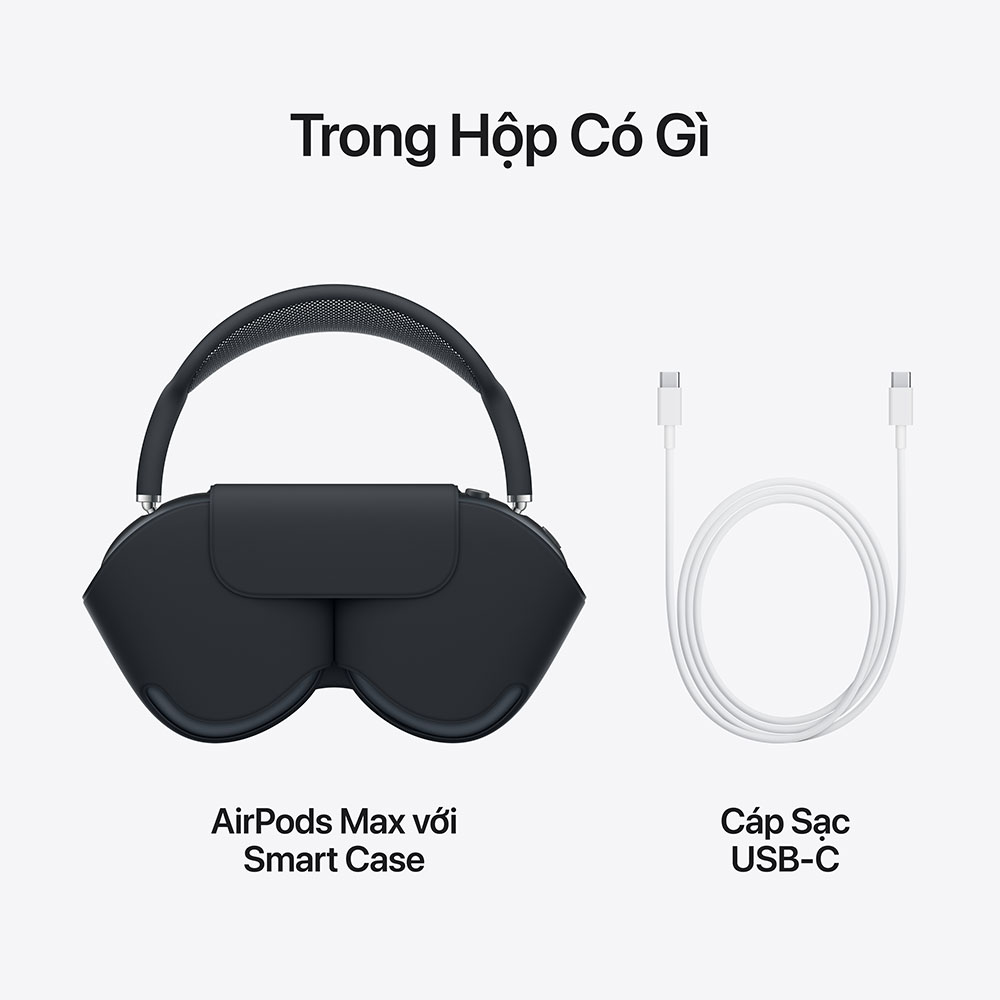 Trong Hộp Có Gì
AirPods Max với
Smart Case
Cáp Sạc
USB-C